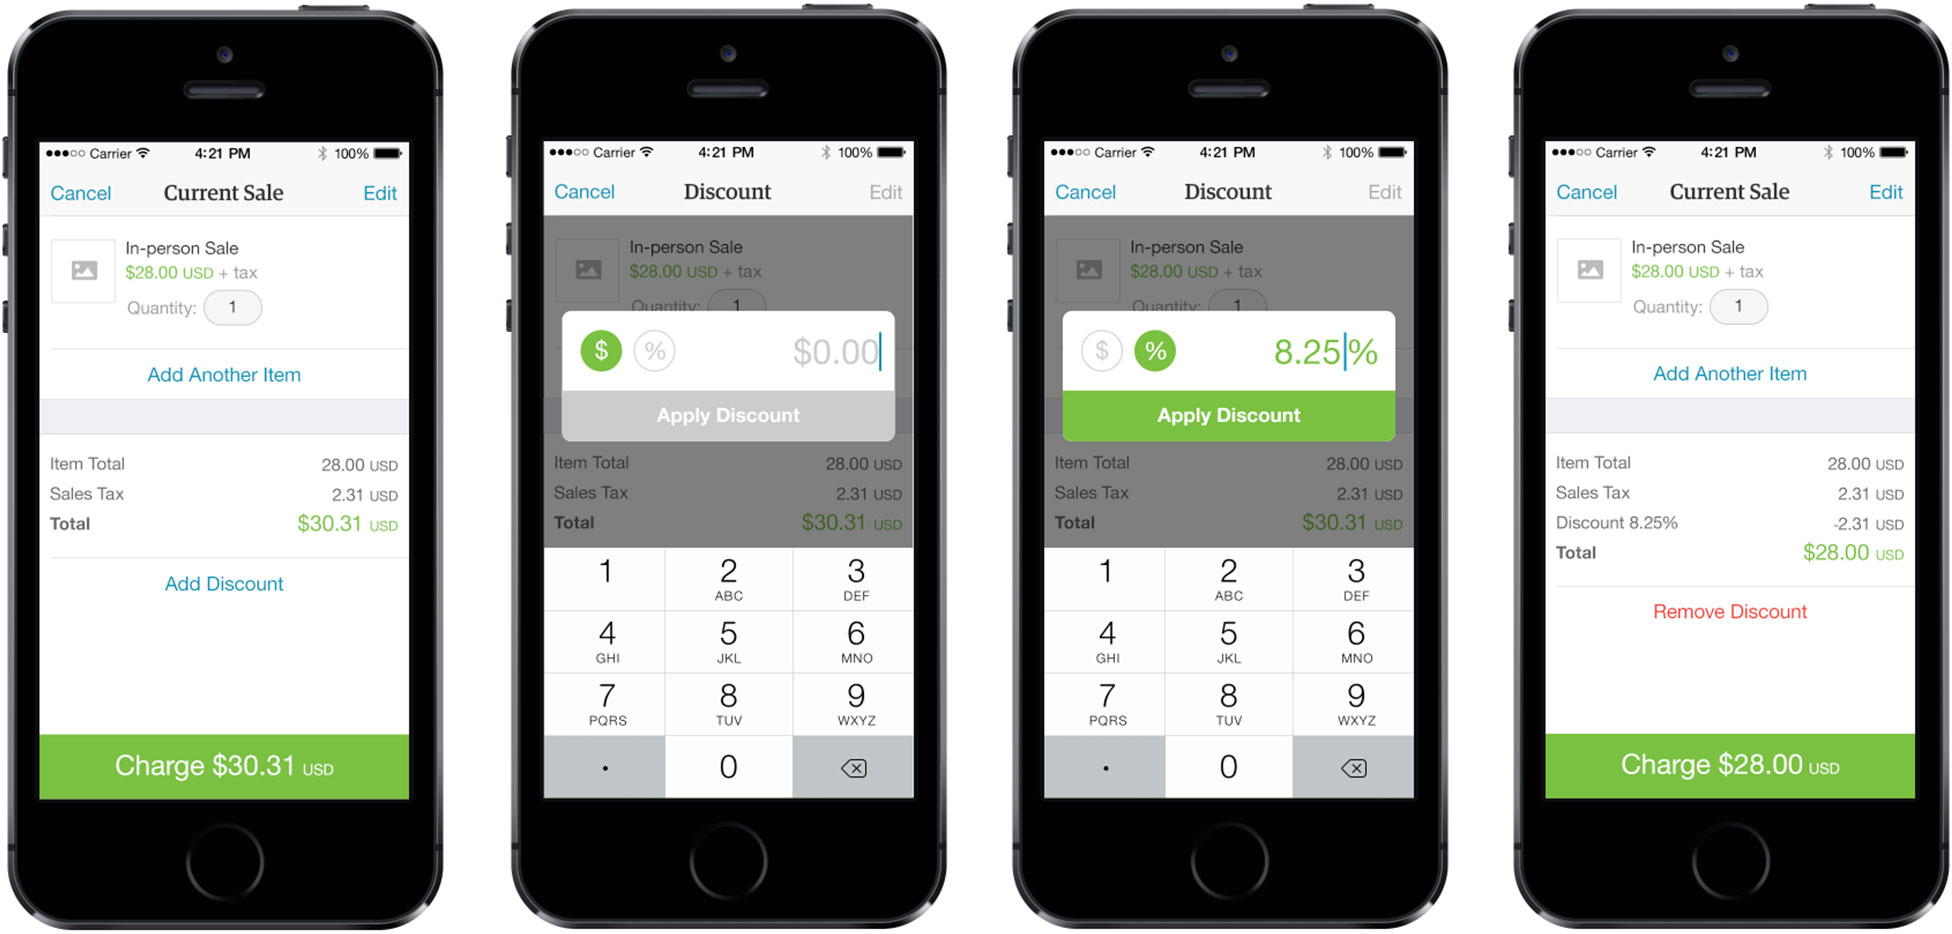 Carrier 4:21 PM 100%
Cancel Current Sale Edit
In-person Sale
$28.00 USD + tax
Quantity: 1
Add Another Item
Item Total 28.00 USD
Sales Tax 2.31 USD
Total $30.31 USD
Add Discount
Charge $30.31 USD
Carrier 4:21 PM 100%
Cancel Discount Edit
In-person Sale
$28.00 USD + tax
Quantity: 1
$ % $0.00
Apply Discount
Item Total 28.00 USD
Sales Tax 2.31 USD
Total $30.31 USD
1 2 3
ABC DEF
4 5 6
GHI JKL MNO
7 8 9
PQRS TUV WXYZ
. 0
Carrier 4:21 PM 100%
Cancel Discount Edit
In-person Sale
$28.00 USD + tax
Quantity: 1
$ % 8.25%
Apply Discount
Item Total 28.00 USD
Sales Tax 2.31 USD
Total $30.31 USD
1 2 3
ABC DEF
4 5 6
GHI JKL MNO
7 8 9
PQRS TUV WXYZ
. 0
Carrier 4:21 PM 100%
Cancel Current Sale Edit
In-person Sale
$28.00 USD + tax
Quantity: 1
Add Another Item
Item Total 28.00 USD
Sales Tax 2.31 USD
Discount 8.25% -2.31 USD
Total $28.00 USD
Remove Discount
Charge $28.00 USD